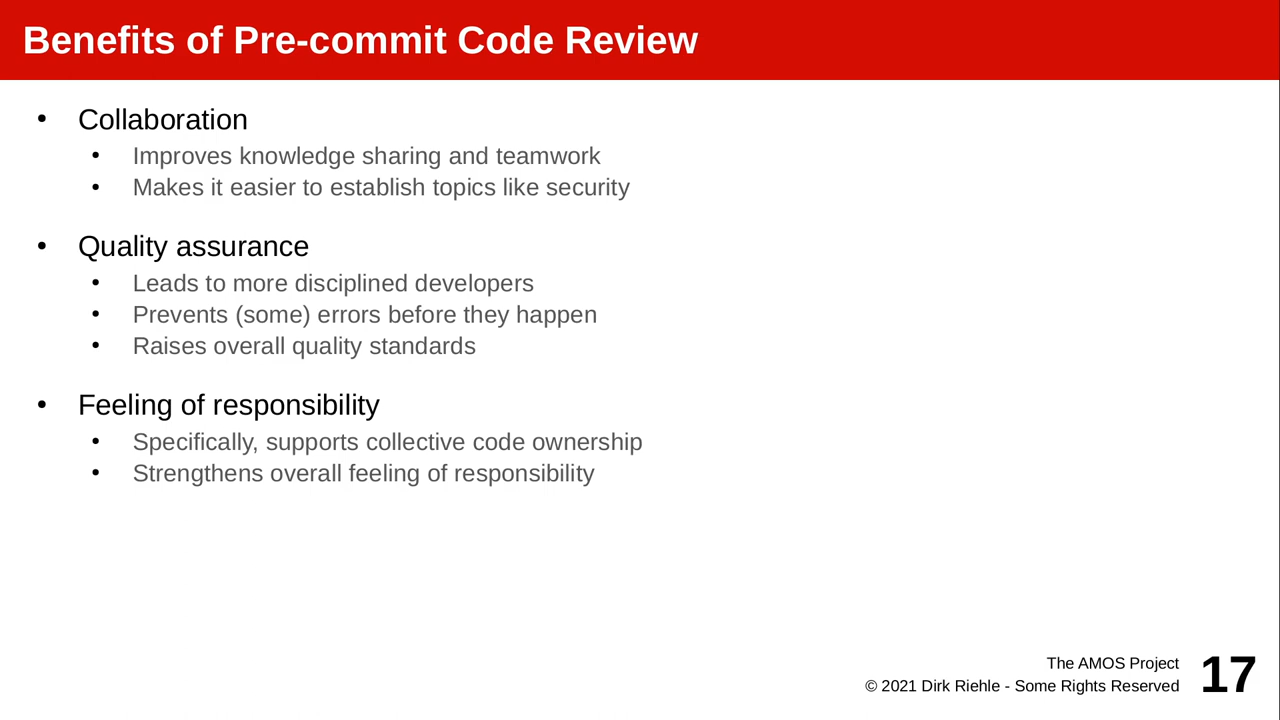 Benefits of Pre-commit Code Review
• Collaboration
• Improves knowledge sharing and teamwork
• Makes it easier to establish topics like security
• Quality assurance
• Leads to more disciplined developers
• Prevents (some) errors before they happen
• Raises overall quality standards
• Feeling of responsibility
• Specifically, supports collective code ownership
• Strengthens overall feeling of responsibility
The AMOS Project
© 2021 Dirk Riehle - Some Rights Reserved
17